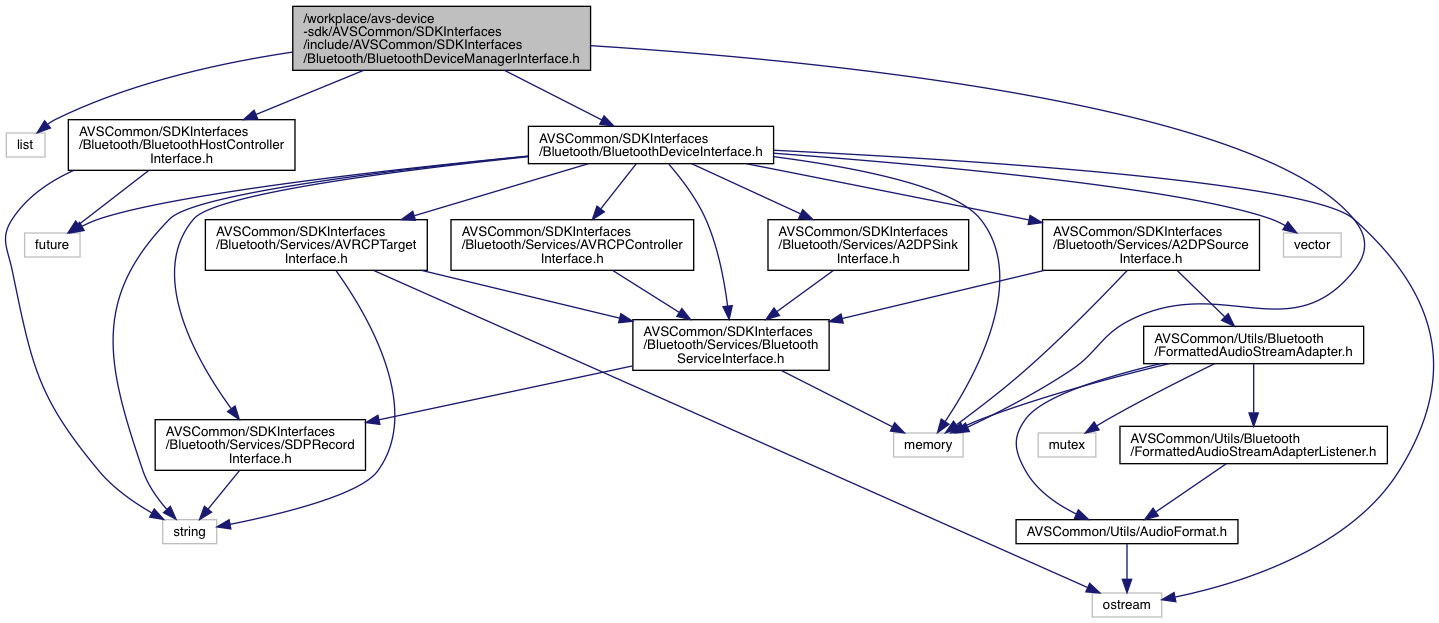 /workplace/avs-device
-sdk/AVSCommon/SDKInterfaces
/include/AVSCommon/SDKInterfaces
/Bluetooth/BluetoothDeviceManagerInterface.h
list
AVSCommon/SDKInterfaces
/Bluetooth/BluetoothHostController
Interface.h
AVSCommon/SDKInterfaces
/Bluetooth/BluetoothDeviceInterface.h
future
AVSCommon/SDKInterfaces
/Bluetooth/Services/AVRCPTarget
Interface.h
AVSCommon/SDKInterfaces
/Bluetooth/Services/AVRCPController
Interface.h
AVSCommon/SDKInterfaces
/Bluetooth/Services/A2DPSink
Interface.h
AVSCommon/SDKInterfaces
/Bluetooth/Services/A2DPSource
Interface.h
vector
AVSCommon/SDKInterfaces
/Bluetooth/Services/Bluetooth
ServiceInterface.h
AVSCommon/Utils/Bluetooth
/FormattedAudioStreamAdapter.h
AVSCommon/SDKInterfaces
/Bluetooth/Services/SDPRecord
Interface.h
memory
mutex
AVSCommon/Utils/Bluetooth
/FormattedAudioStreamAdapterListener.h
string
AVSCommon/Utils/AudioFormat.h
ostream